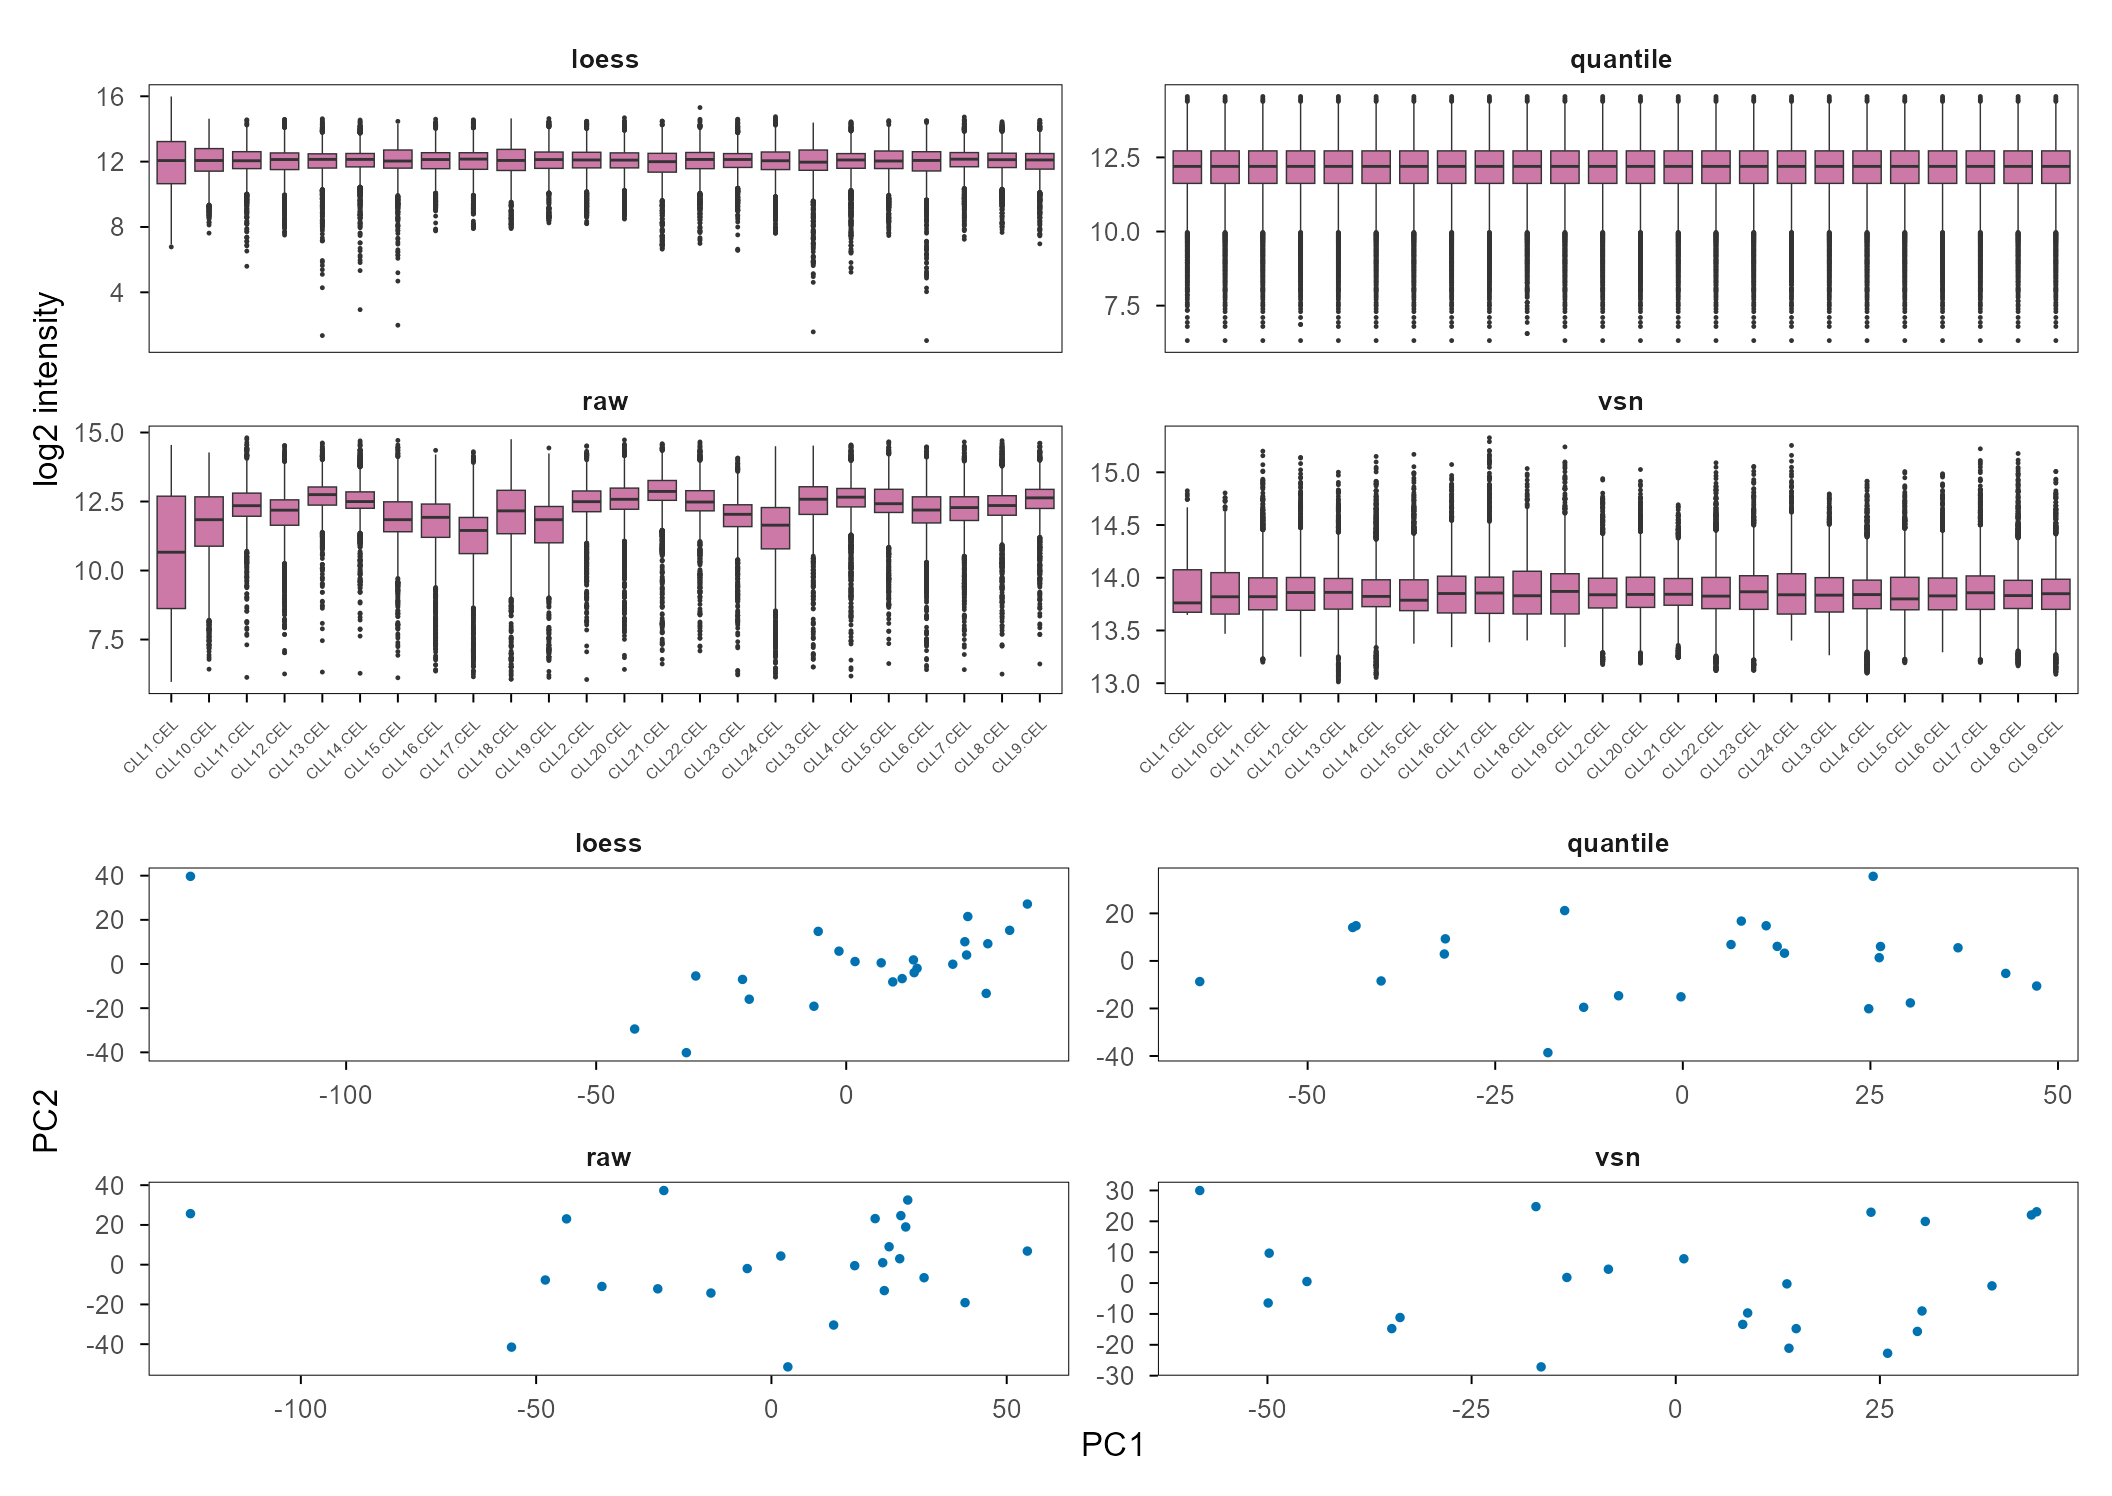 loess quantile
16
12
8
4
12.5
10.0
7.5
log2 intensity
raw vsn
15.0
12.5
10.0
7.5
15.0
14.5
14.0
13.5
13.0
CLL1.CEL CLL10.CEL CLL11.CEL CLL12.CEL CLL13.CEL CLL14.CEL CLL15.CEL CLL16.CEL CLL17.CEL CLL18.CEL CLL19.CEL CLL2.CEL CLL20.CEL CLL21.CEL CLL22.CEL CLL23.CEL CLL24.CEL CLL3.CEL CLL4.CEL CLL5.CEL CLL6.CEL CLL7.CEL CLL8.CEL CLL9.CEL
CLL1.CEL CLL10.CEL CLL11.CEL CLL12.CEL CLL13.CEL CLL14.CEL CLL15.CEL CLL16.CEL CLL17.CEL CLL18.CEL CLL19.CEL CLL2.CEL CLL20.CEL CLL21.CEL CLL22.CEL CLL23.CEL CLL24.CEL CLL3.CEL CLL4.CEL CLL5.CEL CLL6.CEL CLL7.CEL CLL8.CEL CLL9.CEL
loess quantile
40
20
0
-20
-40
20
0
-20
-40
-100 -50 0
-50 -25 0 25 50
PC2
raw vsn
40
20
0
-20
-40
30
20
10
0
-10
-20
-30
-100 -50 0 50
-50 -25 0 25
PC1